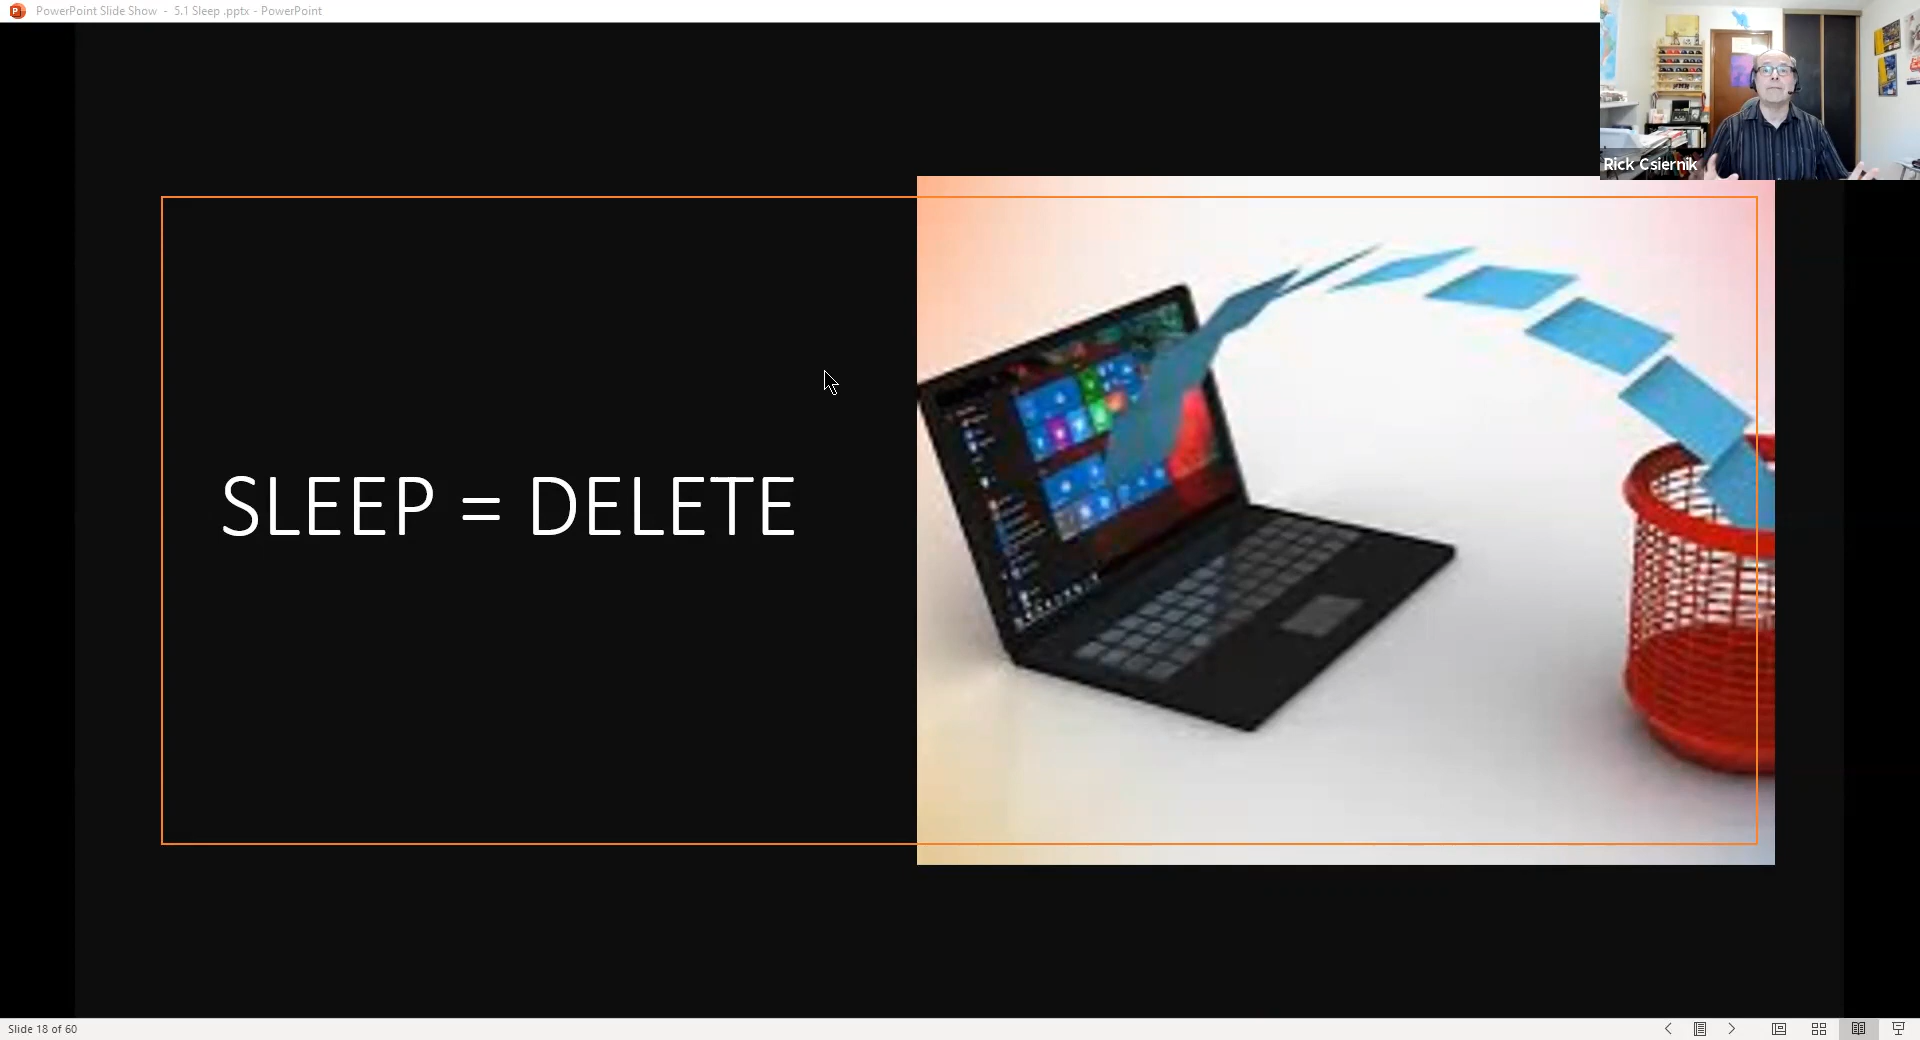 PowerPoint Slide Show - 5.1 Sleep .pptx - PowerPoint
Rick Csiernik
SLEEP = DELETE
Slide 18 of 60